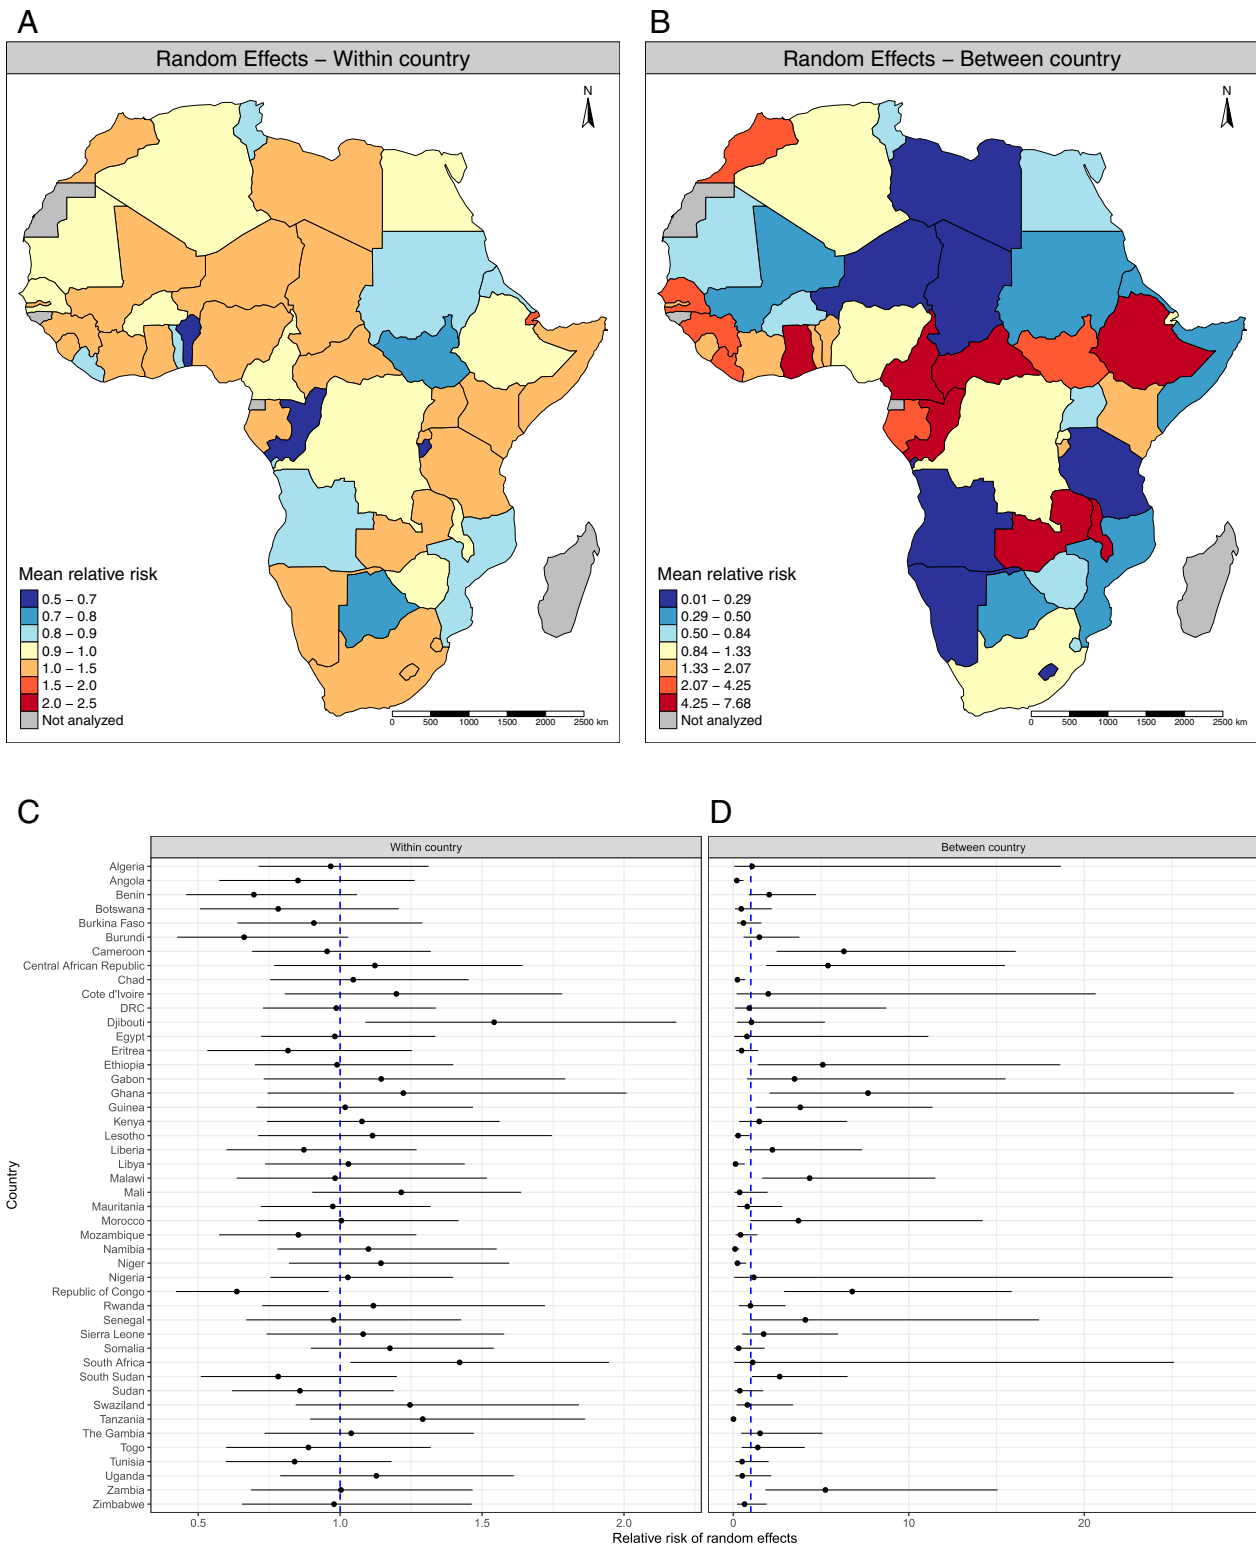 A
B
Random Effects – Within country
Random Effects – Between country
N
N
Mean relative risk
0.5 – 0.7
0.7 – 0.8
0.8 – 0.9
0.9 – 1.0
1.0 – 1.5
1.5 – 2.0
2.0 – 2.5
Not analyzed
0 500 1000 1500 2000 2500 km
Mean relative risk
0.01 – 0.29
0.29 – 0.50
0.50 – 0.84
0.84 – 1.33
1.33 – 2.07
2.07 – 4.25
4.25 – 7.68
Not analyzed
0 500 1000 1500 2000 2500 km
C
D
Within country
Between country
Country
Algeria
Angola
Benin
Botswana
Burkina Faso
Burundi
Cameroon
Central African Republic
Chad
Cote d'Ivoire
DRC
Djibouti
Egypt
Eritrea
Ethiopia
Gabon
Ghana
Guinea
Kenya
Lesotho
Liberia
Libya
Malawi
Mali
Mauritania
Morocco
Mozambique
Namibia
Niger
Nigeria
Republic of Congo
Rwanda
Senegal
Sierra Leone
Somalia
South Africa
South Sudan
Sudan
Swaziland
Tanzania
The Gambia
Togo
Tunisia
Uganda
Zambia
Zimbabwe
0.5 1.0 1.5 2.0
0 10 20
Relative risk of random effects